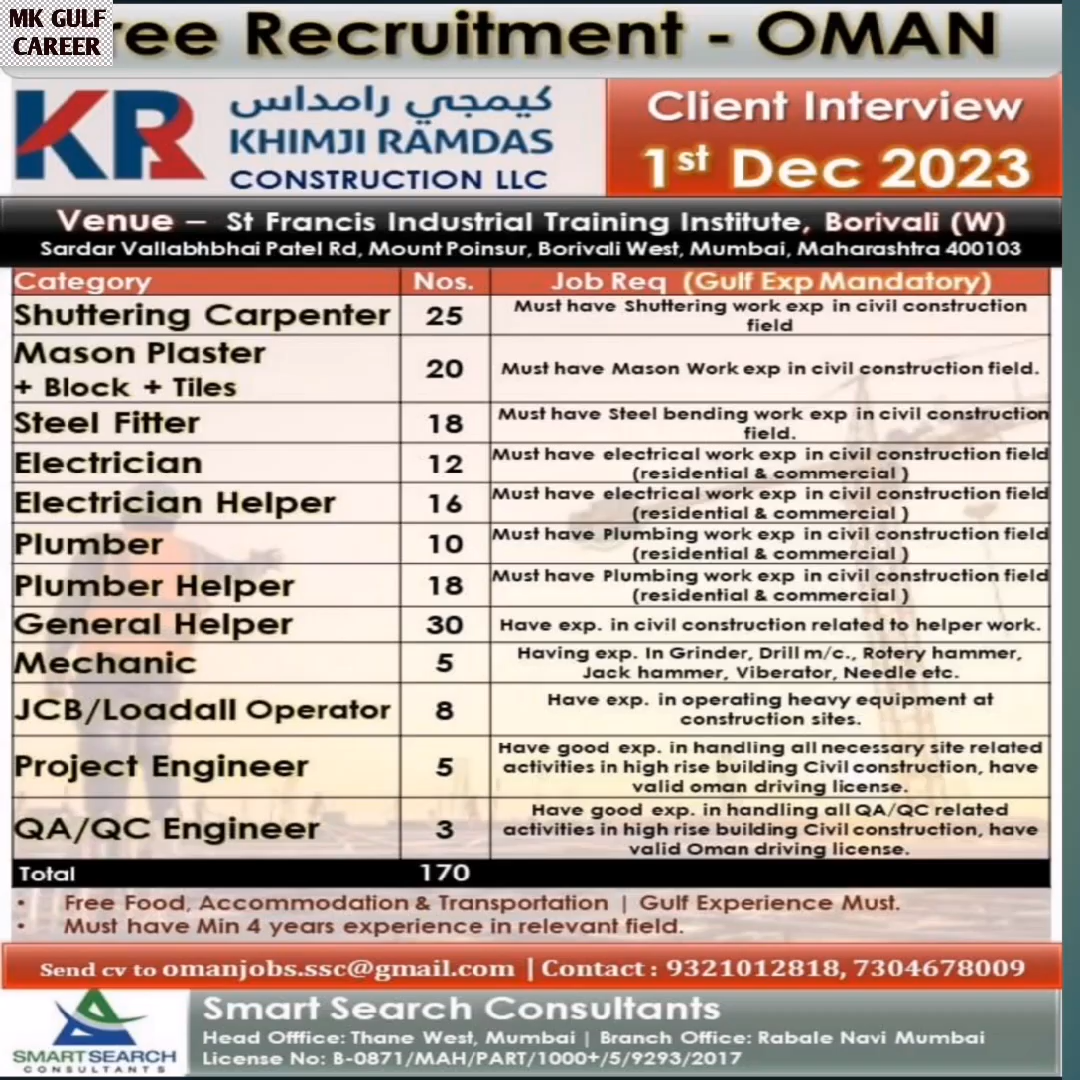 MK GULF
CAREER
ree Recruitment - OMAN
KR
كيمجي رامداس
KHIMJI RAMDAS
CONSTRUCTION LLC
Client Interview
1st Dec 2023
Venue – St Francis Industrial Training Institute, Borivali (W)
Sardar Vallabhbhai Patel Rd, Mount Poinsur, Borivali West, Mumbai, Maharashtra 400103
Category Nos. Job Req (Gulf Exp Mandatory)
Shuttering Carpenter 25 Must have Shuttering work exp in civil construction
field
Mason Plaster
+ Block + Tiles 20 Must have Mason Work exp in civil construction field.
Steel Fitter 18 Must have Steel bending work exp in civil construction
field.
Electrician 12 Must have electrical work exp in civil construction field
(residential & commercial )
Electrician Helper 16 Must have electrical work exp in civil construction field
(residential & commercial )
Plumber 10 Must have Plumbing work exp in civil construction field
(residential & commercial )
Plumber Helper 18 Must have Plumbing work exp in civil construction field
(residential & commercial )
General Helper 30 Have exp. in civil construction related to helper work.
Mechanic 5 Having exp. In Grinder, Drill m/c., Rotery hammer,
Jack hammer, Viberator, Needle etc.
JCB/Loadall Operator 8 Have exp. in operating heavy equipment at
construction sites.
Project Engineer 5 Have good exp. in handling all necessary site related
activities in high rise building Civil construction, have
valid oman driving license.
QA/QC Engineer 3 Have good exp. in handling all QA/QC related
activities in high rise building Civil construction, have
valid Oman driving license.
Total 170
• Free Food, Accommodation & Transportation | Gulf Experience Must.
• Must have Min 4 years experience in relevant field.
Send cv to omanjobs.ssc@gmail.com | Contact : 9321012818, 7304678009
SMART SEARCH
CONSULTANTS
Smart Search Consultants
Head Offfice: Thane West, Mumbai | Branch Office: Rabale Navi Mumbai
License No: B-0871/MAH/PART/1000+/5/9293/2017